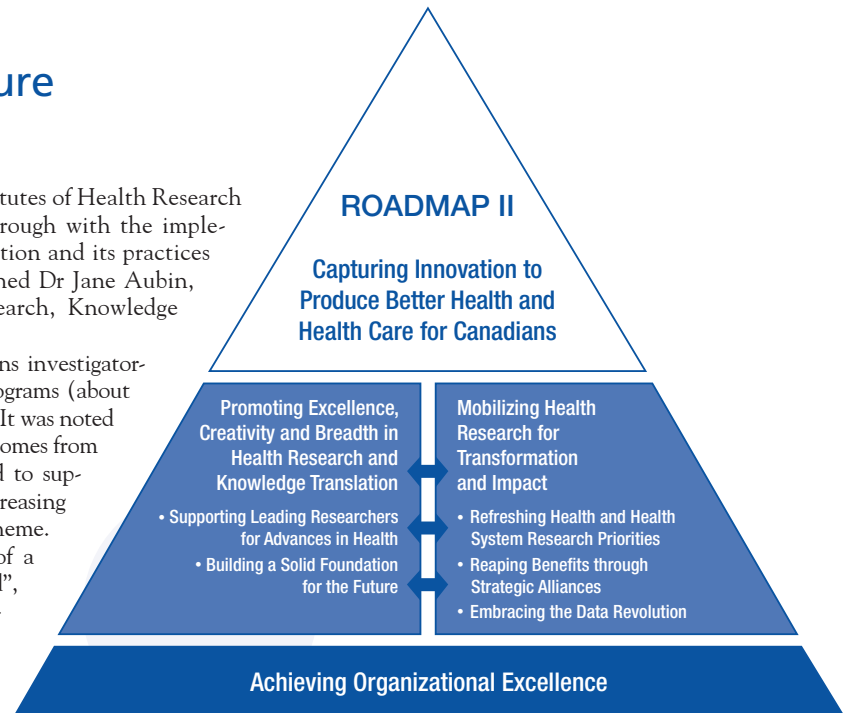 ure
tutes of Health Research
rough with the imple-
tion and its practices
ned Dr Jane Aubin,
earch, Knowledge
ns investigator-
ograms (about
It was noted
omes from
d to sup-
reasing
heme.
of a
ROADMAP II
Capturing Innovation to
Produce Better Health and
Health Care for Canadians
Promoting Excellence,
Creativity and Breadth in
Health Research and
Knowledge Translation
• Supporting Leading Researchers
for Advances in Health
• Building a Solid Foundation
for the Future
Mobilizing Health
Research for
Transformation
and Impact
• Refreshing Health and Health
System Research Priorities
• Reaping Benefits through
Strategic Alliances
• Embracing the Data Revolution
Achieving Organizational Excellence